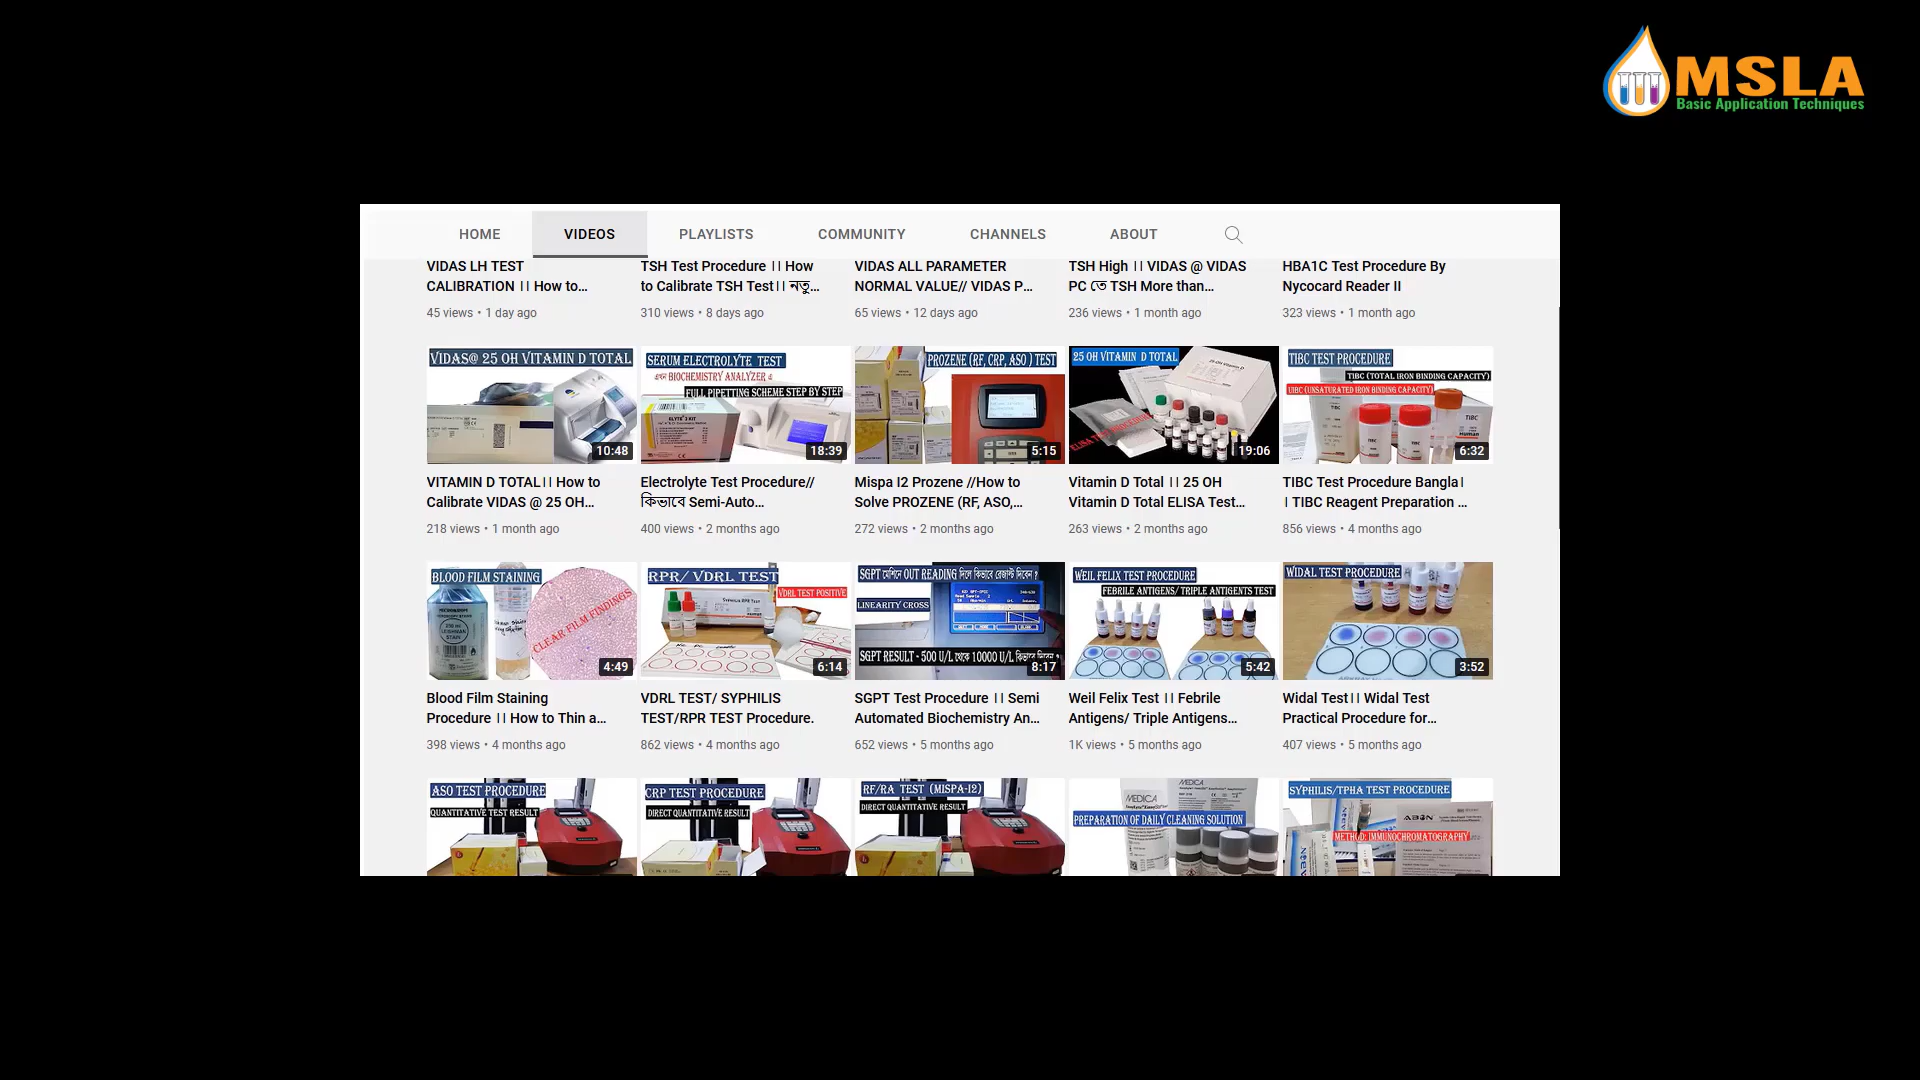 MSLA
Basic Application Techniques
HOME VIDEOS PLAYLISTS COMMUNITY CHANNELS ABOUT
VIDAS LH TEST
CALIBRATION ।। How to...
45 views • 1 day ago
TSH Test Procedure ।। How
to Calibrate TSH Test।। নতু...
310 views • 8 days ago
VIDAS ALL PARAMETER
NORMAL VALUE// VIDAS P...
65 views • 12 days ago
TSH High ।। VIDAS @ VIDAS
PC তে TSH More than...
236 views • 1 month ago
HBA1C Test Procedure By
Nycocard Reader II
323 views • 1 month ago
VIDAS@ 25 OH VITAMIN D TOTAL
10:48
VITAMIN D TOTAL।। How to
Calibrate VIDAS @ 25 OH...
218 views • 1 month ago
SERUM ELECTROLYTE TEST
এখন BIOCHEMISTRY ANALYZER এ
FULL PIPETTING SCHEME STEP BY STEP
18:39
Electrolyte Test Procedure//
কিভাবে Semi-Auto...
400 views • 2 months ago
PROZENE (RF, CRP, ASO ) TEST
5:15
Mispa I2 Prozene //How to
Solve PROZENE (RF, ASO,...
272 views • 2 months ago
25 OH VITAMIN D TOTAL
19:06
Vitamin D Total ।। 25 OH
Vitamin D Total ELISA Test...
263 views • 2 months ago
TIBC TEST PROCEDURE
TIBC (TOTAL IRON BINDING CAPACITY)
UIBC (UNSATURATED IRON BINDING CAPACITY)
6:32
TIBC Test Procedure Bangla।
। TIBC Reagent Preparation ...
856 views • 4 months ago
BLOOD FILM STAINING
CLEAR FILM FINDINGS
4:49
Blood Film Staining
Procedure ।। How to Thin a...
398 views • 4 months ago
RPR/ VDRL TEST
VDRL TEST POSITIVE
6:14
VDRL TEST/ SYPHILIS
TEST/RPR TEST Procedure.
862 views • 4 months ago
SGPT মেশিনে OUT READING দিলে কিভাবে রেজাল্ট দিবেন ?
LINEARITY CROSS
SGPT RESULT - 500 U/L থেকে 10000 U/L কিভাবে দিবেন ?
8:17
SGPT Test Procedure ।। Semi
Automated Biochemistry An...
652 views • 5 months ago
WEIL FELIX TEST PROCEDURE
FEBRILE ANTIGENS/ TRIPLE ANTIGENTS TEST
5:42
Weil Felix Test ।। Febrile
Antigens/ Triple Antigens...
1K views • 5 months ago
WIDAL TEST PROCEDURE
3:52
Widal Test।। Widal Test
Practical Procedure for...
407 views • 5 months ago
ASO TEST PROCEDURE
QUANTITATIVE TEST RESULT
CRP TEST PROCEDURE
DIRECT QUANTITATIVE RESULT
RF/RA TEST (MISPA-I2)
DIRECT QUANTITATIVE RESULT
MEDICA
PREPARATION OF DAILY CLEANING SOLUTION
SYPHILIS/TPHA TEST PROCEDURE
METHOD: IMMUNOCHROMATOGRAPHY